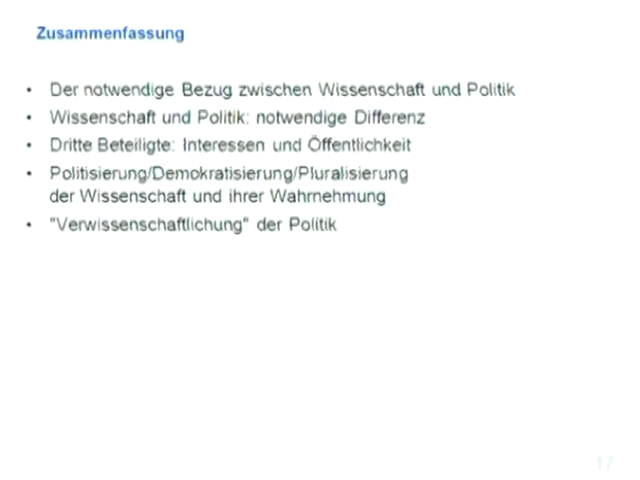 Zusammenfassung
• Der notwendige Bezug zwischen Wissenschaft und Politik
• Wissenschaft und Politik: notwendige Differenz
• Dritte Beteiligte: Interessen und Öffentlichkeit
• Politisierung/Demokratisierung/Pluralisierung
der Wissenschaft und ihrer Wahrnehmung
• "Verwissenschaftlichung" der Politik
17